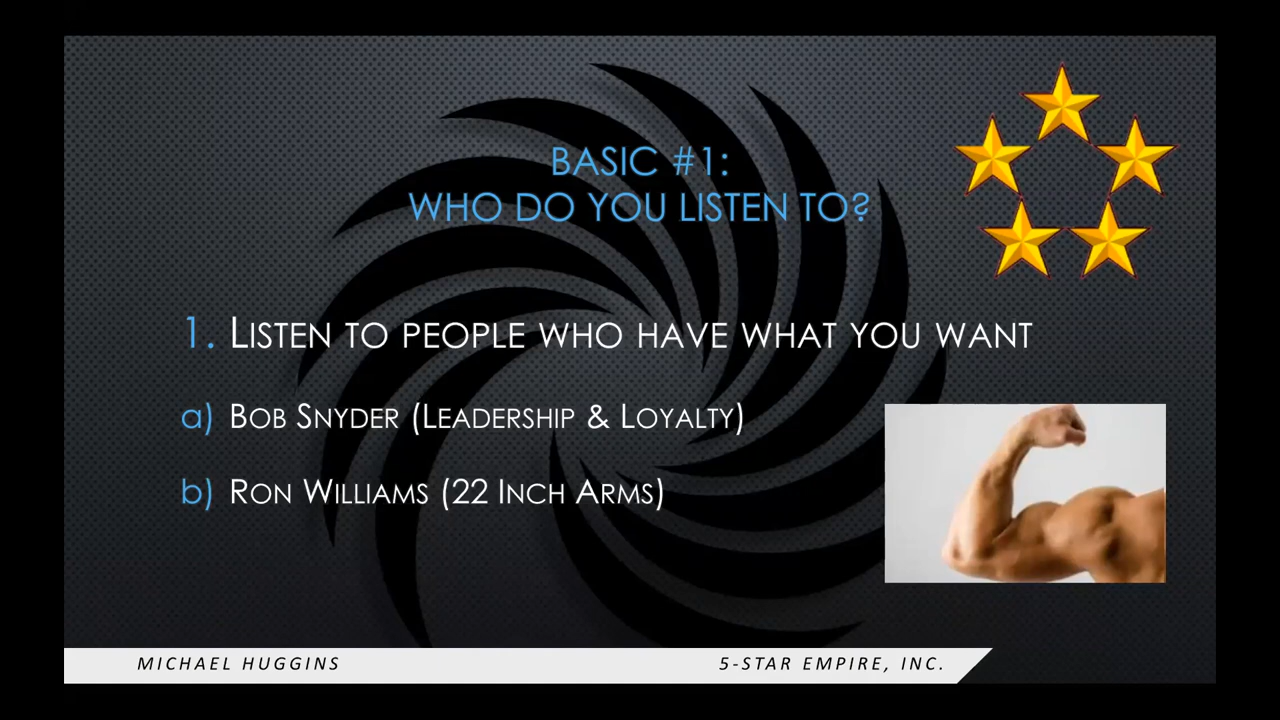 BASIC #1:
WHO DO YOU LISTEN TO?
1. LISTEN TO PEOPLE WHO HAVE WHAT YOU WANT
a) BOB SNYDER (LEADERSHIP & LOYALTY)
b) RON WILLIAMS (22 INCH ARMS)
MICHAEL HUGGINS
5-STAR EMPIRE, INC.